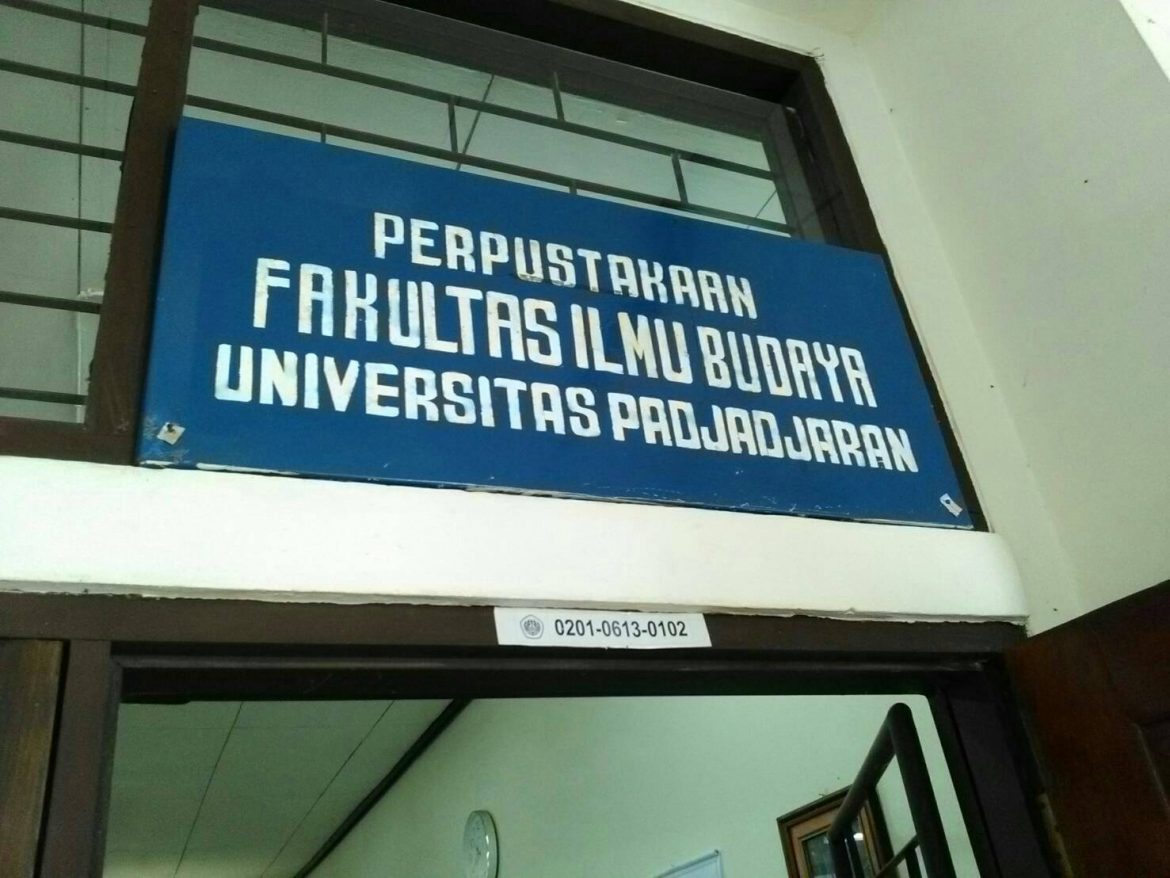 PERPUSTAKAAN
FAKULTAS ILMU BUDAYA
UNIVERSITAS PADJADJARAN
0201-0613-0102